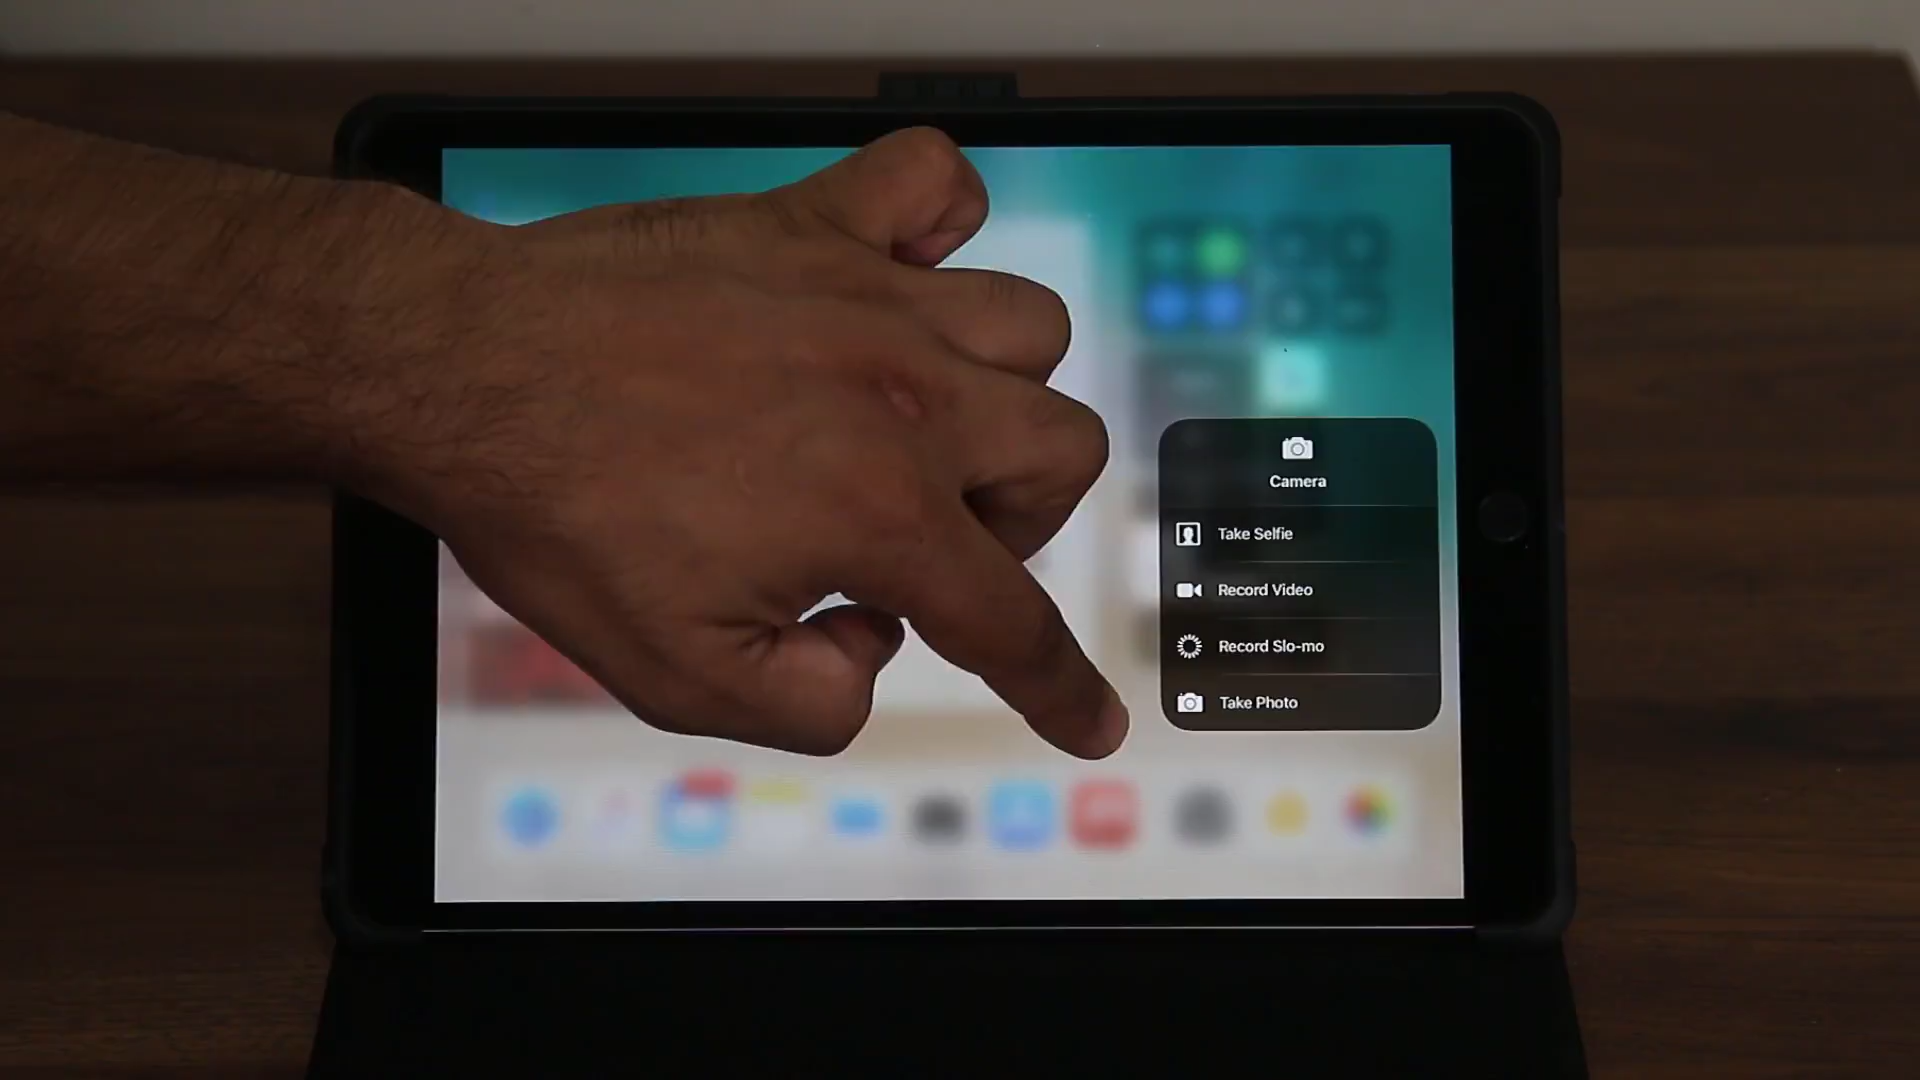 Camera
Take Selfie
Record Video
Record Slo-mo
Take Photo